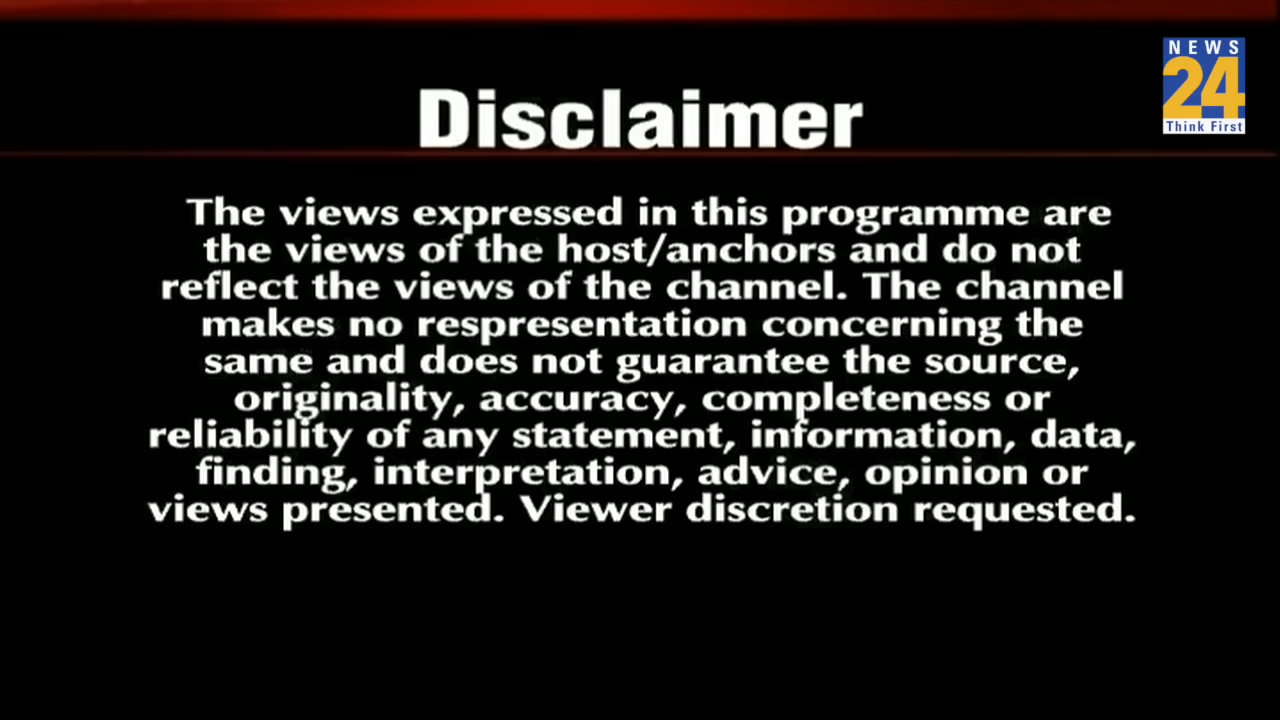 NEWS
24
Think First
Disclaimer
The views expressed in this programme are
the views of the host/anchors and do not
reflect the views of the channel. The channel
makes no respresentation concerning the
same and does not guarantee the source,
originality, accuracy, completeness or
reliability of any statement, information, data,
finding, interpretation, advice, opinion or
views presented. Viewer discretion requested.